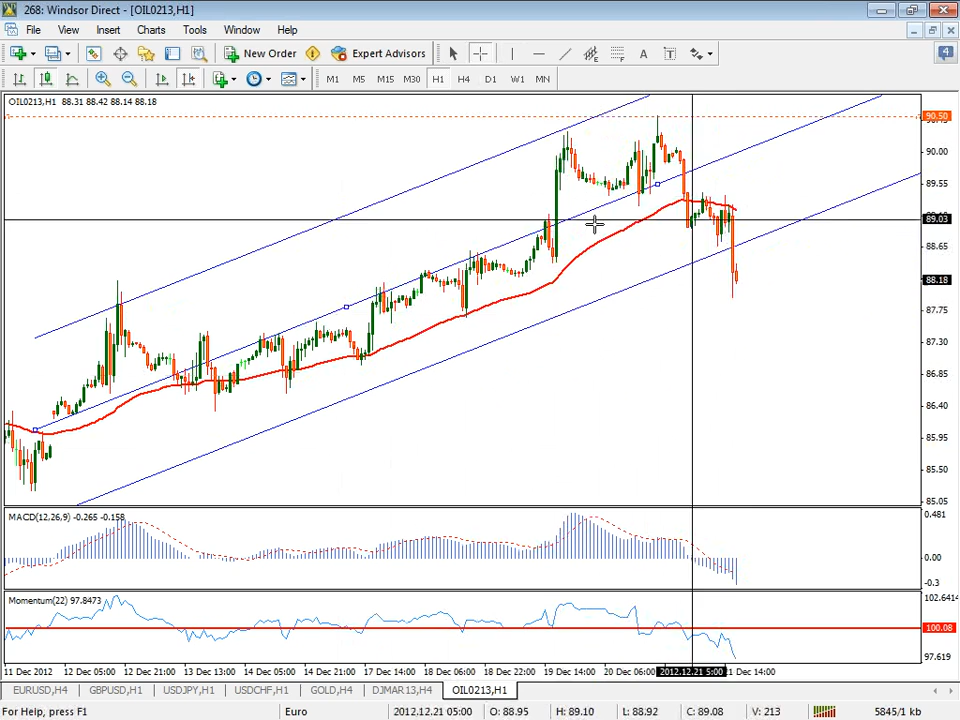 268: Windsor Direct - [OIL0213,H1]
File View Insert Charts Tools Window Help
New Order Expert Advisors A T 4
M1 M5 M15 M30 H1 H4 D1 W1 MN
OIL0213,H1 88.31 88.42 88.14 88.18
90.50
90.00
89.55
89.03
88.65
88.18
87.75
87.30
86.85
86.40
85.95
85.50
85.05
MACD(12,26,9) -0.265 -0.158
0.481
0.00
-0.3
Momentum(22) 97.8473
102.6414
100.08
97.619
11 Dec 2012 12 Dec 05:00 12 Dec 21:00 13 Dec 13:00 14 Dec 05:00 14 Dec 21:00 17 Dec 14:00 18 Dec 06:00 18 Dec 22:00 19 Dec 14:00 20 Dec 06:00 2012.12.21 5:00 21 Dec 14:00
EURUSD,H4 GBPUSD,H1 USDJPY,H1 USDCHF,H1 GOLD,H4 DJMAR13,H4 OIL0213,H1
For Help, press F1 Euro 2012.12.21 05:00 O: 88.95 H: 89.10 L: 88.92 C: 89.08 V: 213 5845/1 kb